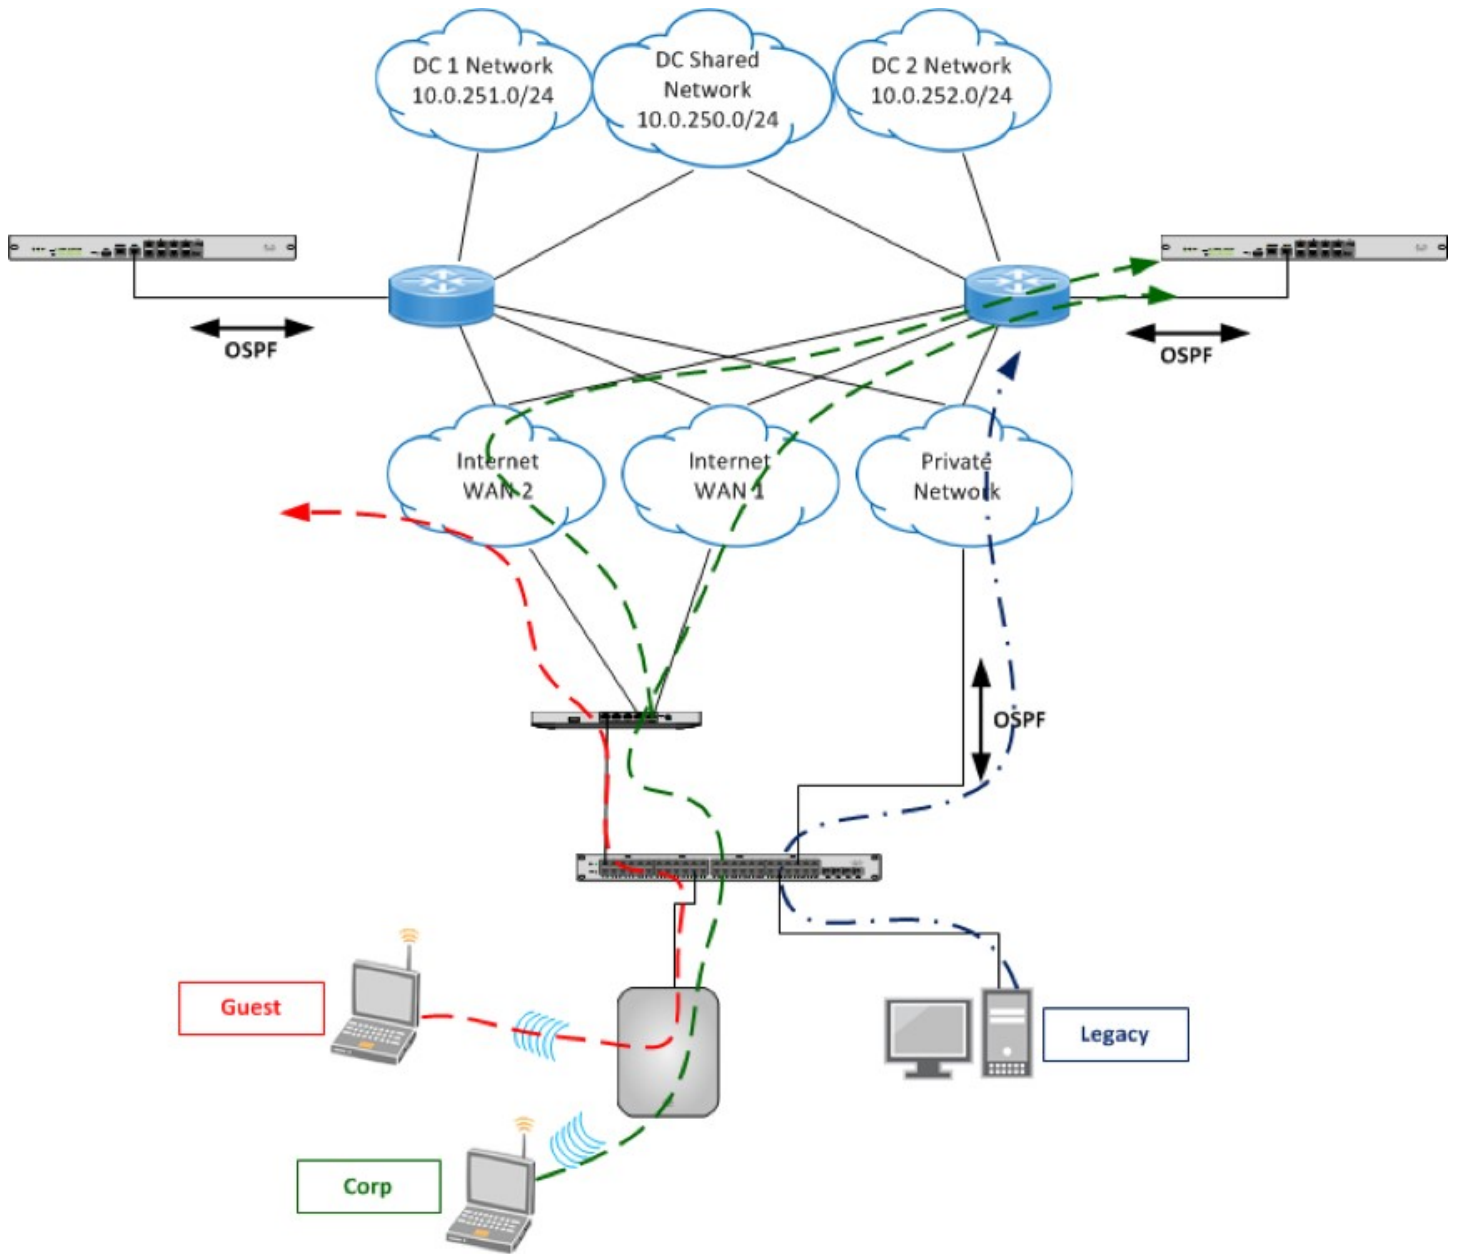 DC 1 Network
10.0.251.0/24
DC Shared
Network
10.0.250.0/24
DC 2 Network
10.0.252.0/24
OSPF
OSPF
Internet
WAN 2
Internet
WAN 1
Private
Network
OSPF
Guest
Legacy
Corp